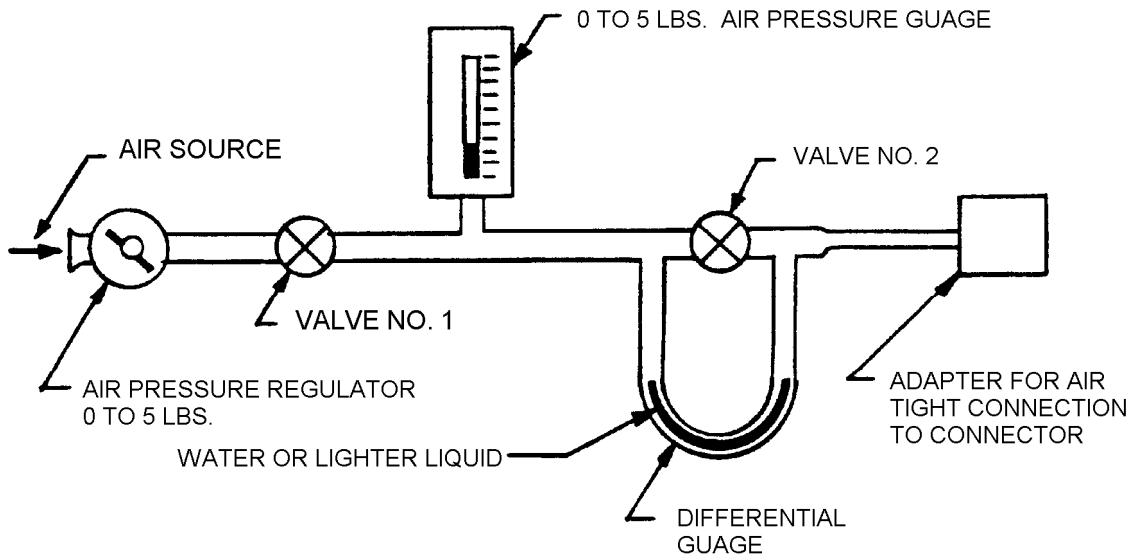 0 TO 5 LBS.  AIR PRESSURE GUAGE
AIR SOURCE
VALVE NO. 2
VALVE NO. 1
AIR PRESSURE REGULATOR
0 TO 5 LBS.
ADAPTER FOR AIR
TIGHT CONNECTION
TO CONNECTOR
WATER OR LIGHTER LIQUID
DIFFERENTIAL
GUAGE